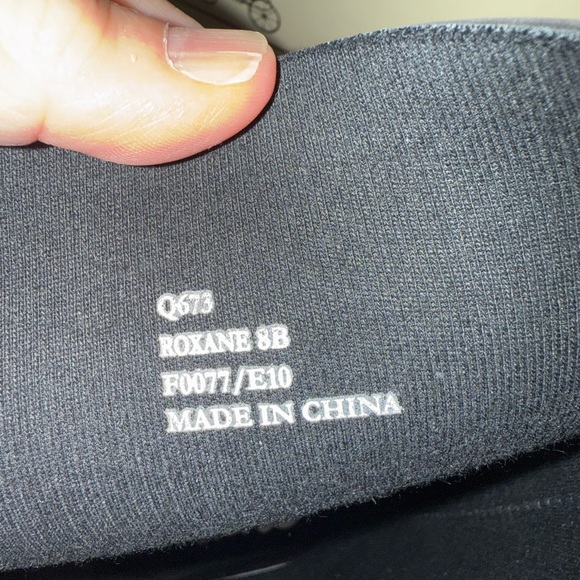 Q673
ROXANE 8B
F0077/E10
MADE IN CHINA